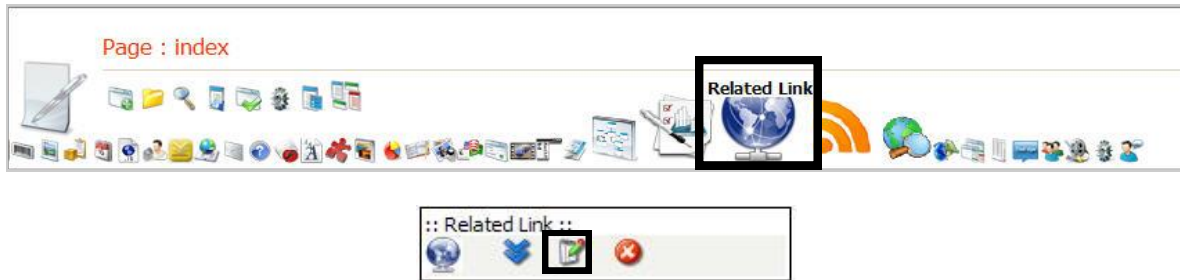 Page : index
Related Link
:: Related Link ::